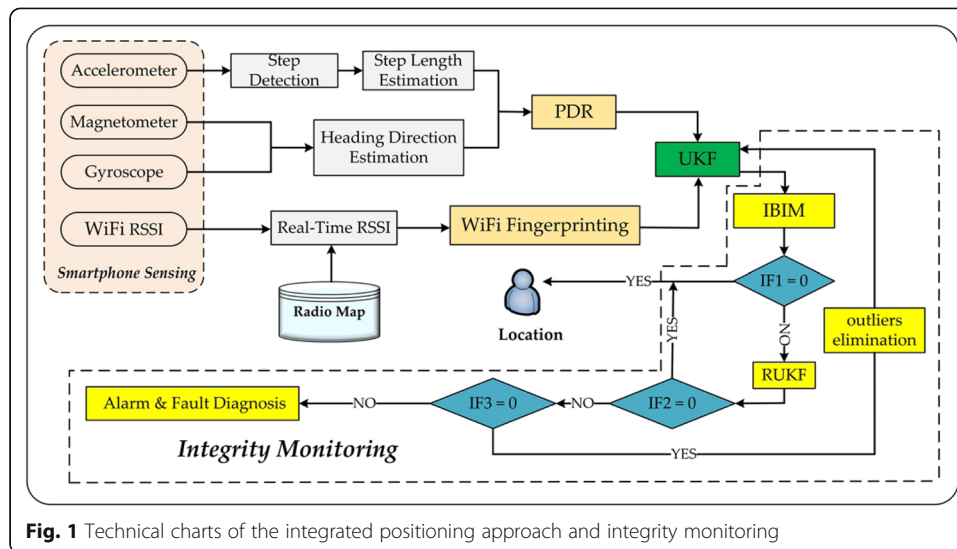 Accelerometer
Step
Detection
Step Length
Estimation
Magnetometer
Gyroscope
Heading Direction
Estimation
PDR
UKF
WiFi RSSI
Real-Time RSSI
WiFi Fingerprinting
IBIM
Smartphone Sensing
Radio Map
Location
YES
IF1 = 0
NO
outliers
elimination
RUKF
YES
Alarm & Fault Diagnosis
NO
IF3 = 0
NO
IF2 = 0
Integrity Monitoring
YES
Fig. 1 Technical charts of the integrated positioning approach and integrity monitoring